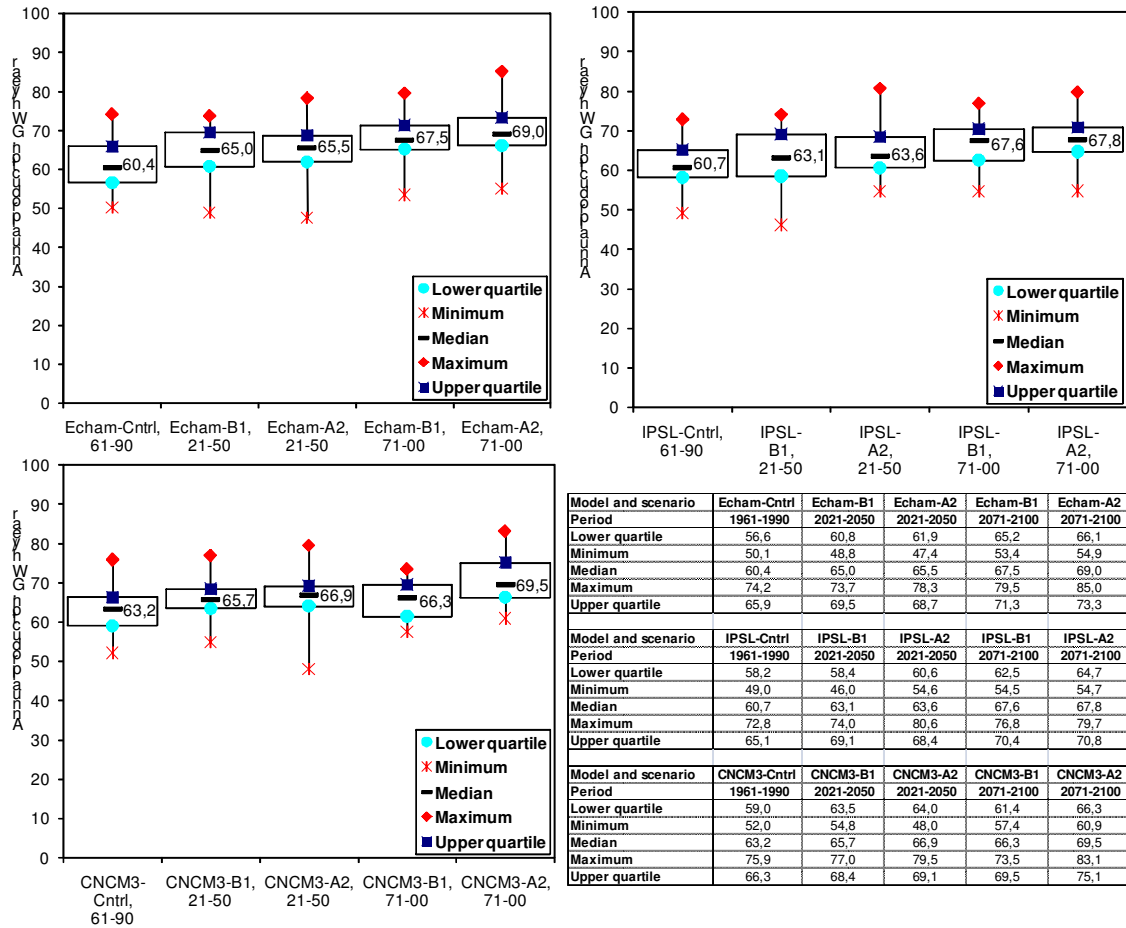 100
90
80
70
60
50
40
30
20
10
0
Annual production GWh/year
60,4
65,0
65,5
67,5
69,0
Lower quartile
Minimum
Median
Maximum
Upper quartile
Echam-Cntrl,
61-90
Echam-B1,
21-50
Echam-A2,
21-50
Echam-B1,
71-00
Echam-A2,
71-00
100
90
80
70
60
50
40
30
20
10
0
Annual production GWh/year
60,7
63,1
63,6
67,6
67,8
Lower quartile
Minimum
Median
Maximum
Upper quartile
IPSL-Cntrl,
61-90
IPSL-
B1,
21-50
IPSL-
A2,
21-50
IPSL-
B1,
71-00
IPSL-
A2,
71-00
100
90
80
70
60
50
40
30
20
10
0
Annual production GWh/year
63,2
65,7
66,9
66,3
69,5
Lower quartile
Minimum
Median
Maximum
Upper quartile
CNCM3-
Cntrl,
61-90
CNCM3-B1,
21-50
CNCM3-A2,
21-50
CNCM3-B1,
71-00
CNCM3-A2,
71-00
Model and scenario Echam-Cntrl Echam-B1 Echam-A2 Echam-B1 Echam-A2
Period 1961-1990 2021-2050 2021-2050 2071-2100 2071-2100
Lower quartile 56,6 60,8 61,9 65,2 66,1
Minimum 50,1 48,8 47,4 53,4 54,9
Median 60,4 65,0 65,5 67,5 69,0
Maximum 74,2 73,7 78,3 79,5 85,0
Upper quartile 65,9 69,5 68,7 71,3 73,3
Model and scenario IPSL-Cntrl IPSL-B1 IPSL-A2 IPSL-B1 IPSL-A2
Period 1961-1990 2021-2050 2021-2050 2071-2100 2071-2100
Lower quartile 58,2 58,4 60,6 62,5 64,7
Minimum 49,0 46,0 54,6 54,5 54,7
Median 60,7 63,1 63,6 67,6 67,8
Maximum 72,8 74,0 80,6 76,8 79,7
Upper quartile 65,1 69,1 68,4 70,4 70,8
Model and scenario CNCM3-Cntrl CNCM3-B1 CNCM3-A2 CNCM3-B1 CNCM3-A2
Period 1961-1990 2021-2050 2021-2050 2071-2100 2071-2100
Lower quartile 59,0 63,5 64,0 61,4 66,3
Minimum 52,0 54,8 48,0 57,4 60,9
Median 63,2 65,7 66,9 66,3 69,5
Maximum 75,9 77,0 79,5 73,5 83,1
Upper quartile 66,3 68,4 69,1 69,5 75,1